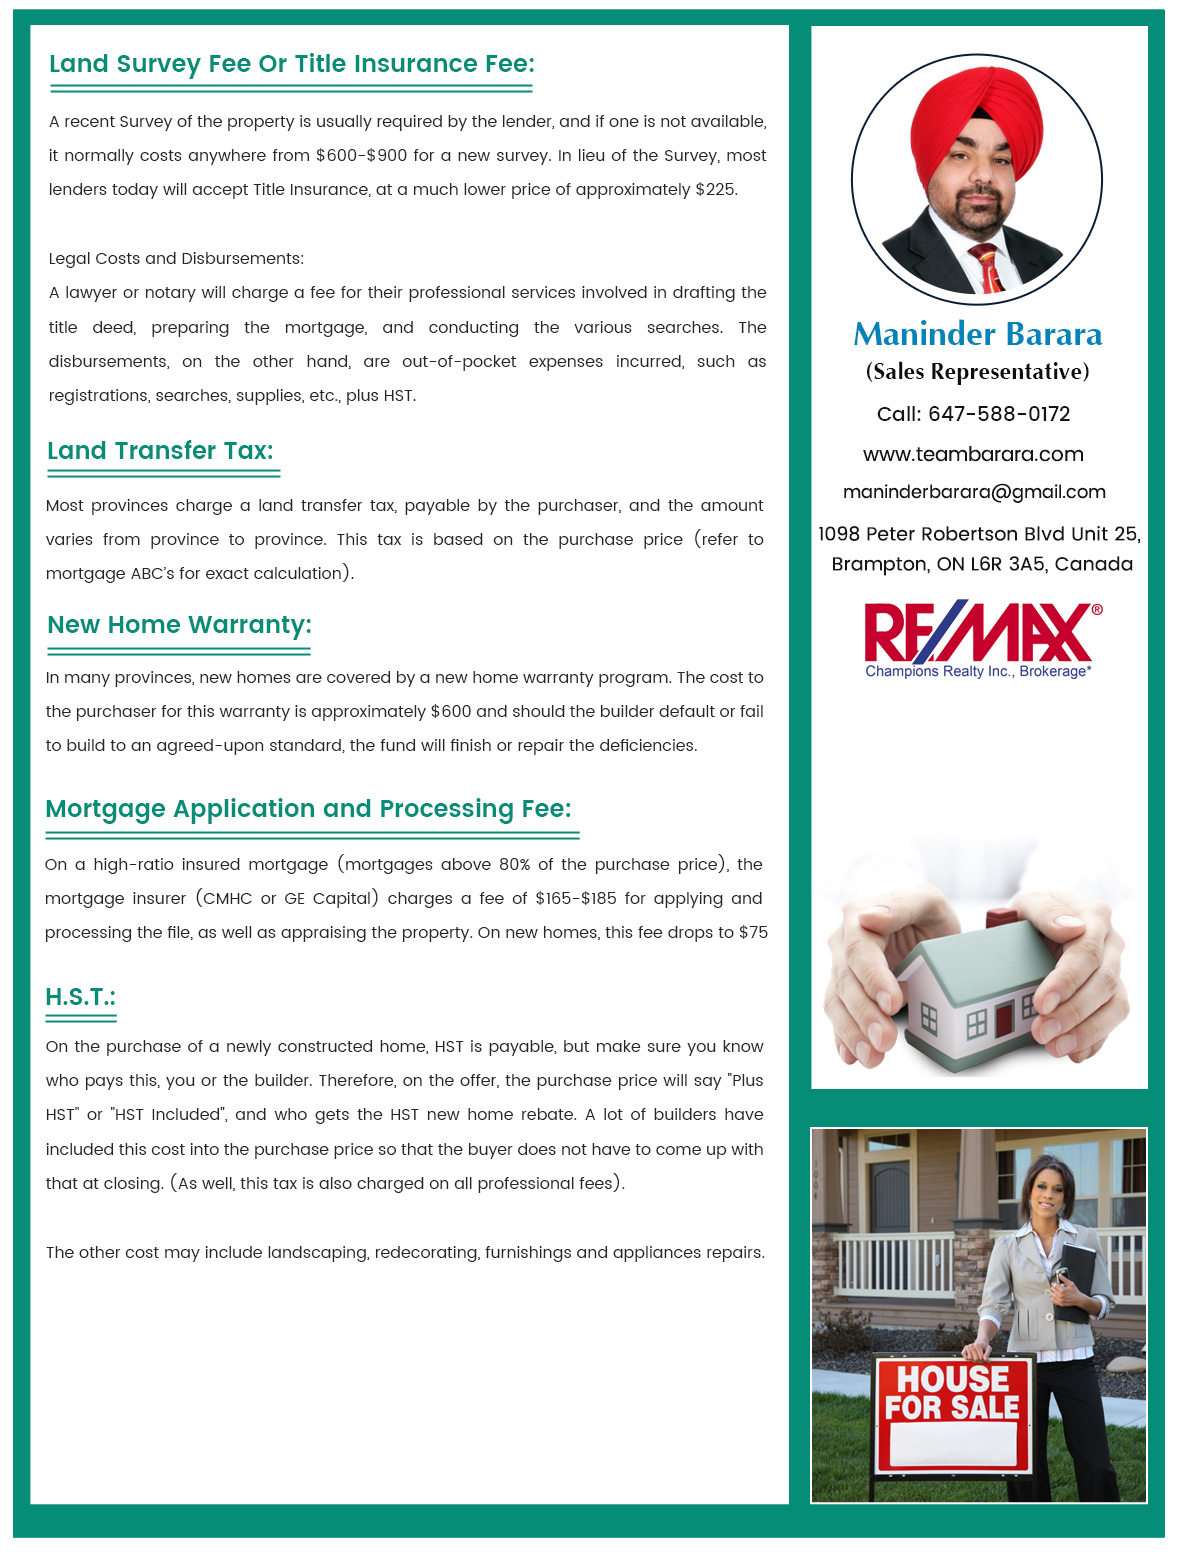 Land Survey Fee Or Title Insurance Fee:
A recent Survey of the property is usually required by the lender, and if one is not available,
it normally costs anywhere from $600-$900 for a new survey. In lieu of the Survey, most
lenders today will accept Title Insurance, at a much lower price of approximately $225.
Legal Costs and Disbursements:
A lawyer or notary will charge a fee for their professional services involved in drafting the
title deed, preparing the mortgage, and conducting the various searches. The
disbursements, on the other hand, are out-of-pocket expenses incurred, such as
registrations, searches, supplies, etc., plus HST.
Land Transfer Tax:
Most provinces charge a land transfer tax, payable by the purchaser, and the amount
varies from province to province. This tax is based on the purchase price (refer to
mortgage ABC's for exact calculation).
New Home Warranty:
In many provinces, new homes are covered by a new home warranty program. The cost to
the purchaser for this warranty is approximately $600 and should the builder default or fail
to build to an agreed-upon standard, the fund will finish or repair the deficiencies.
Mortgage Application and Processing Fee:
On a high-ratio insured mortgage (mortgages above 80% of the purchase price), the
mortgage insurer (CMHC or GE Capital) charges a fee of $165-$185 for applying and
processing the file, as well as appraising the property. On new homes, this fee drops to $75
H.S.T.:
On the purchase of a newly constructed home, HST is payable, but make sure you know
who pays this, you or the builder. Therefore, on the offer, the purchase price will say "Plus
HST" or "HST Included", and who gets the HST new home rebate. A lot of builders have
included this cost into the purchase price so that the buyer does not have to come up with
that at closing. (As well, this tax is also charged on all professional fees).
The other cost may include landscaping, redecorating, furnishings and appliances repairs.
Maninder Barara
(Sales Representative)
Call: 647-588-0172
www.teambarara.com
maninderbarara@gmail.com
1098 Peter Robertson Blvd Unit 25,
Brampton, ON L6R 3A5, Canada
RE/MAX®
Champions Realty Inc., Brokerage*
1004
HOUSE
FOR SALE